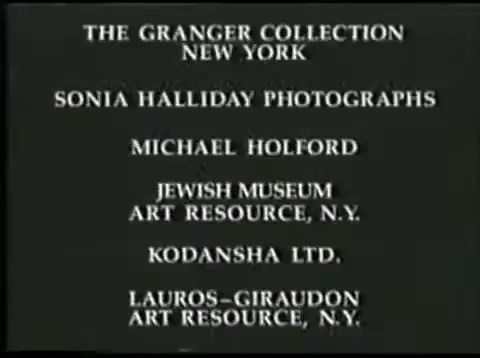 THE GRANGER COLLECTION
NEW YORK
SONIA HALLIDAY PHOTOGRAPHS
MICHAEL HOLFORD
JEWISH MUSEUM
ART RESOURCE, N.Y.
KODANSHA LTD.
LAUROS–GIRAUDON
ART RESOURCE, N.Y.